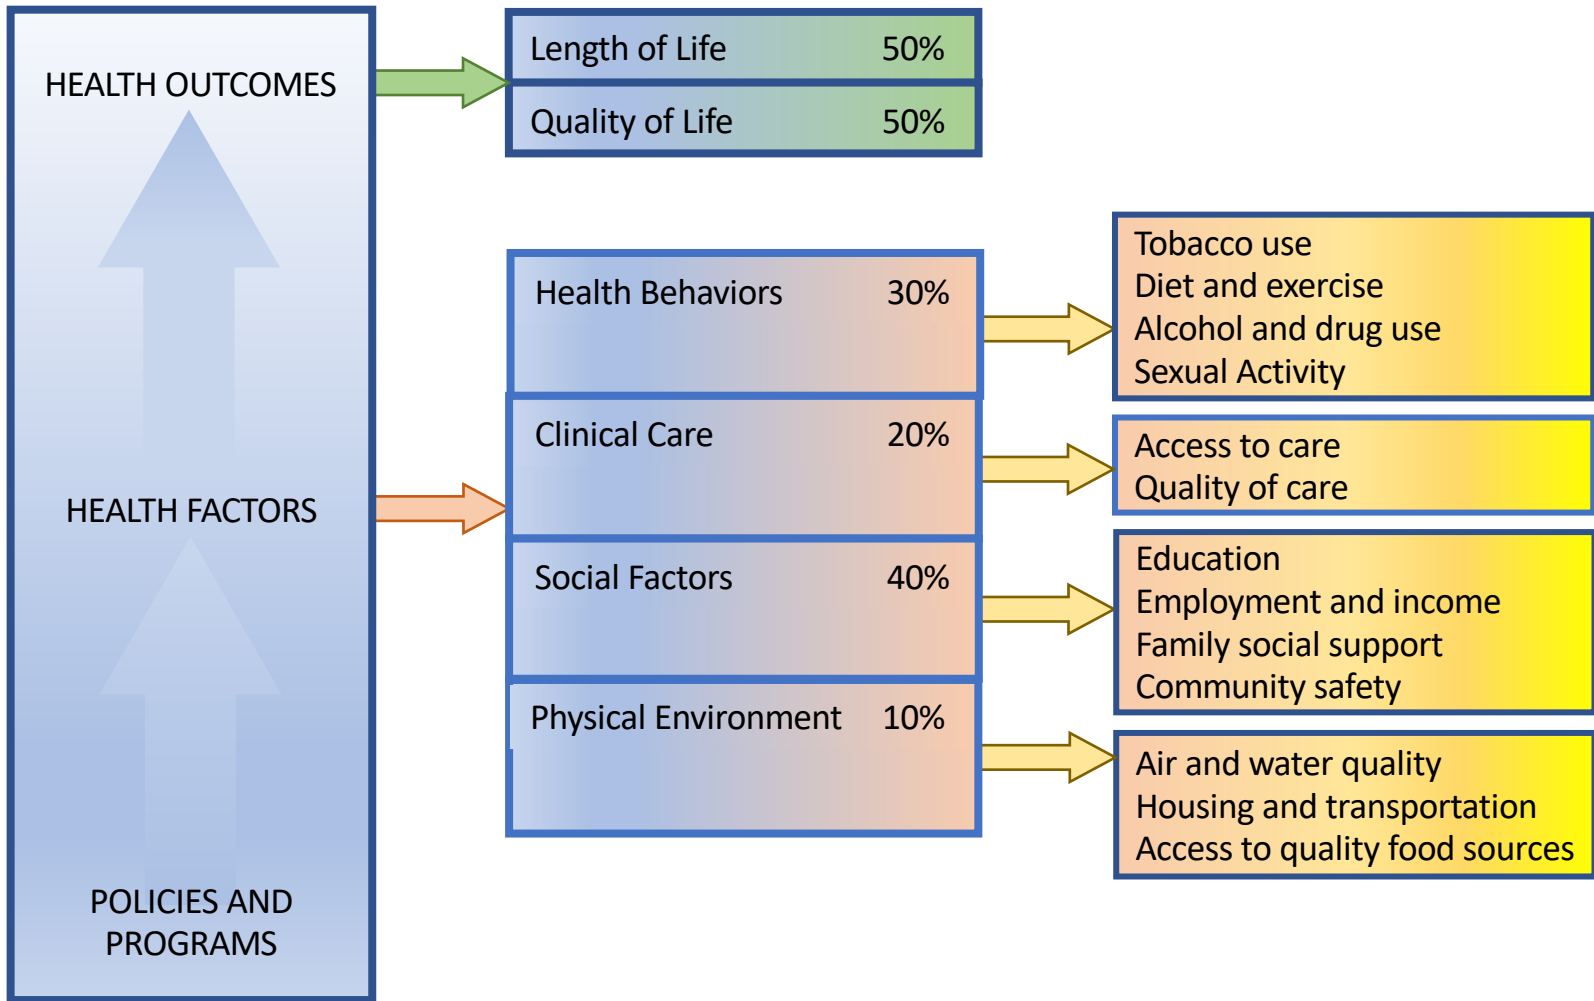 HEALTH OUTCOMES
HEALTH FACTORS
POLICIES AND
PROGRAMS
Length of Life 50%
Quality of Life 50%
Health Behaviors 30%
Clinical Care 20%
Social Factors 40%
Physical Environment 10%
Tobacco use
Diet and exercise
Alcohol and drug use
Sexual Activity
Access to care
Quality of care
Education
Employment and income
Family social support
Community safety
Air and water quality
Housing and transportation
Access to quality food sources